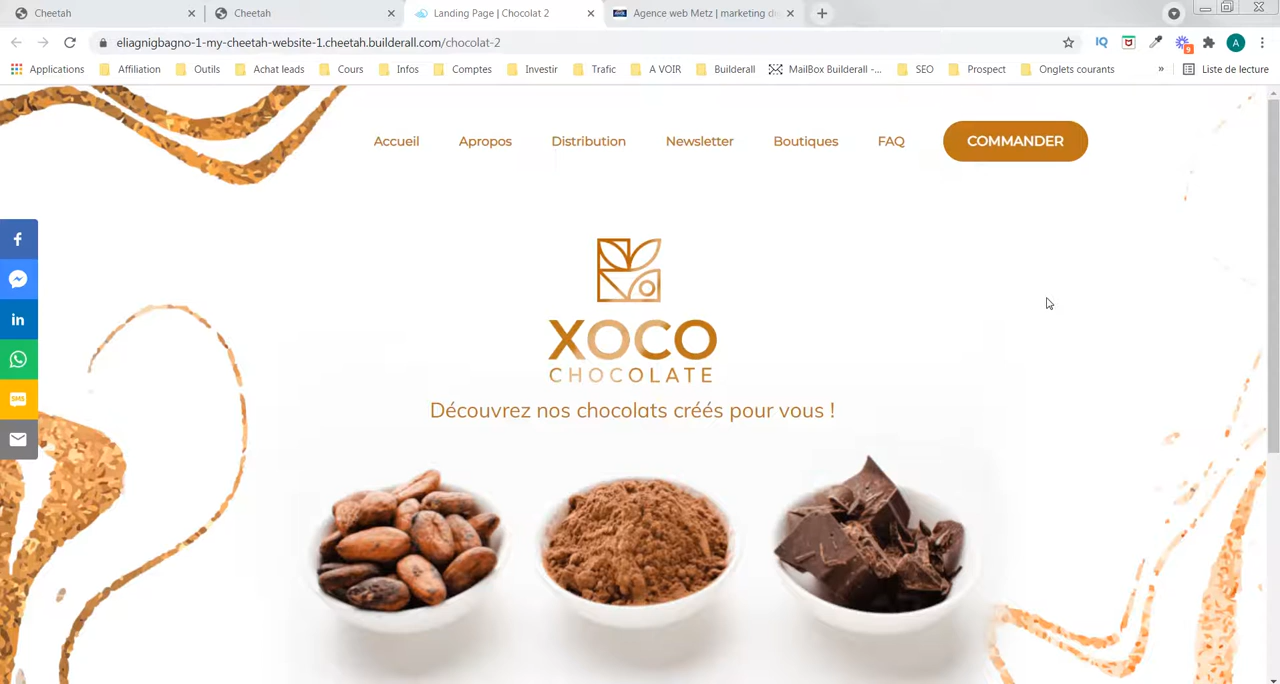 Cheetah
Cheetah
Landing Page | Chocolat 2
Agence web Metz | marketing d
eliagnigbagno-1-my-cheetah-website-1.cheetah.builderall.com/chocolat-2
IQ
9
A
Applications
Affiliation
Outils
Achat leads
Cours
Infos
Comptes
Investir
Trafic
A VOIR
Builderall
MailBox Builderall -...
SEO
Prospect
Onglets courants
»
Liste de lecture
Accueil
Apropos
Distribution
Newsletter
Boutiques
FAQ
COMMANDER
f
in
SMS
XOCO
CHOCOLATE
Découvrez nos chocolats créés pour vous !